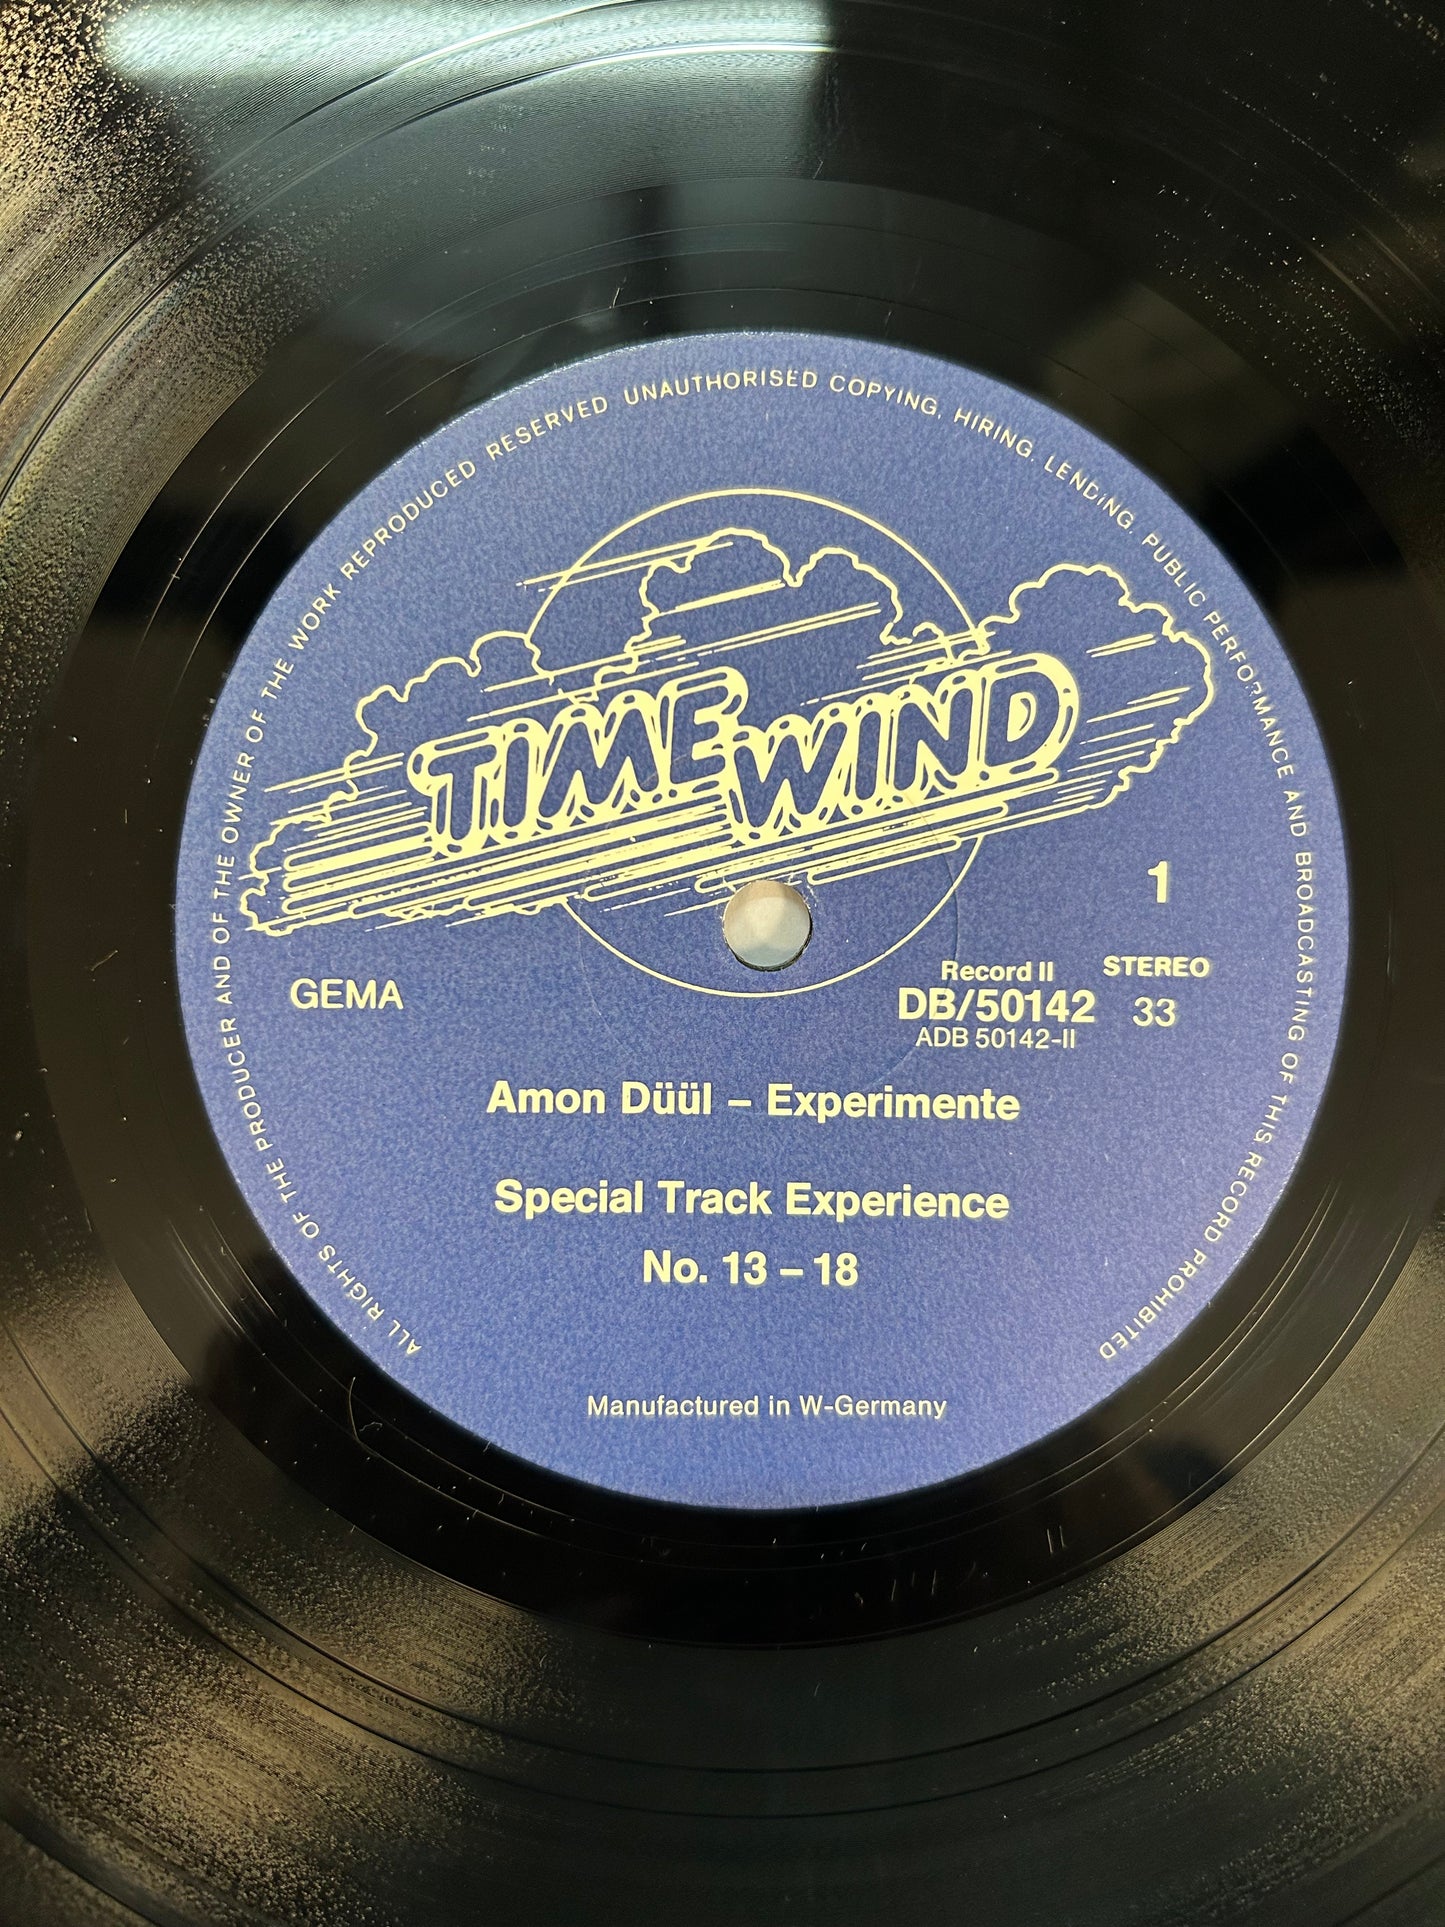 ALL RIGHTS OF THE PRODUCER AND OF THE OWNER OF THE WORK REPRODUCED RESERVED UNAUTHORISED COPYING, HIRING, LENDING, PUBLIC PERFORMANCE AND BROADCASTING OF THIS RECORD PROHIBITED
TIMEWIND
1
GEMA
Record II
STEREO
DB/50142
33
ADB 50142-II
Amon Düül – Experimente
Special Track Experience
No. 13 – 18
Manufactured in W-Germany